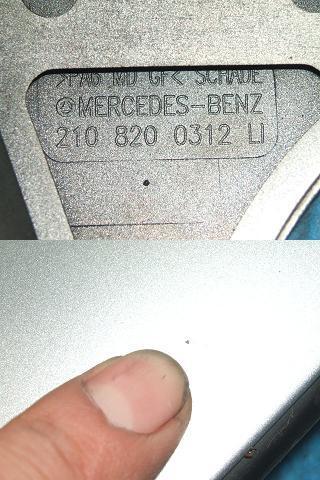 >PA6 MD GF< SCHADE
MERCEDES-BENZ
210 820 0312 LI